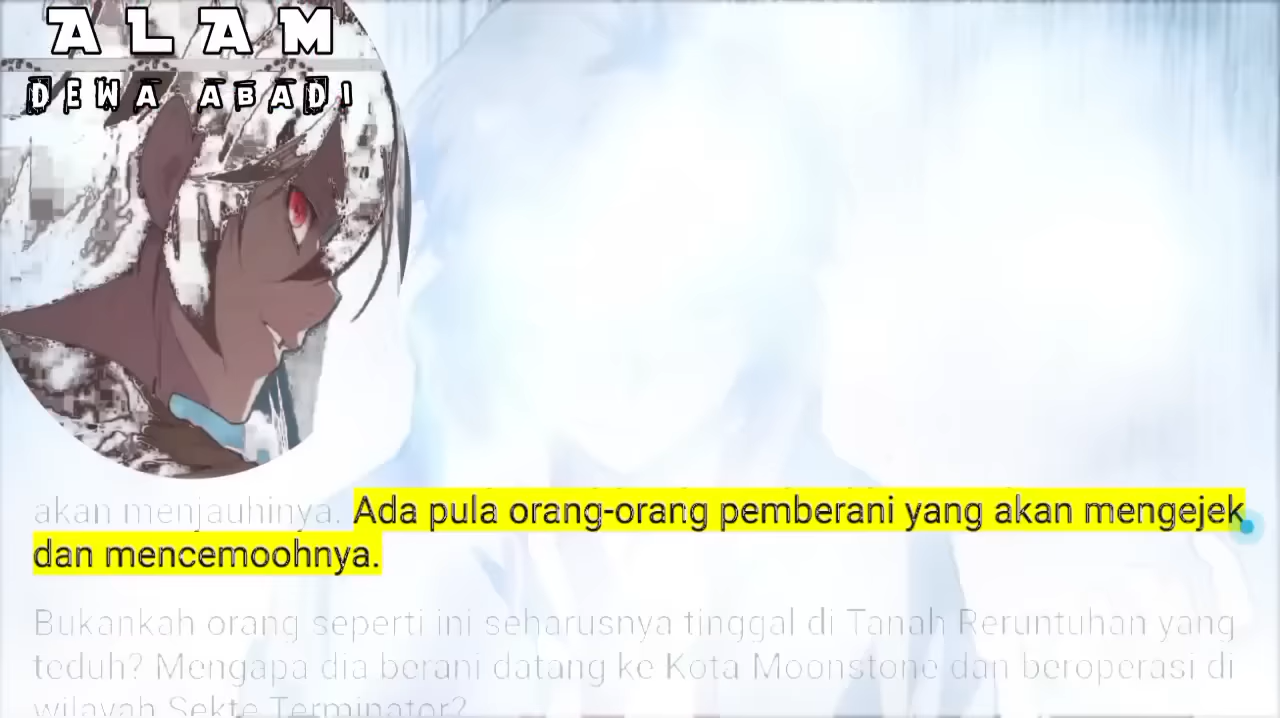 ALAM
DEWA ABADI
akan menjauhinya. Ada pula orang-orang pemberani yang akan mengejek
dan mencemoohnya.
Bukankah orang seperti ini seharusnya tinggal di Tanah Reruntuhan yang
teduh? Mengapa dia berani datang ke Kota Moonstone dan beroperasi di
wilayah Sekte Terminator?